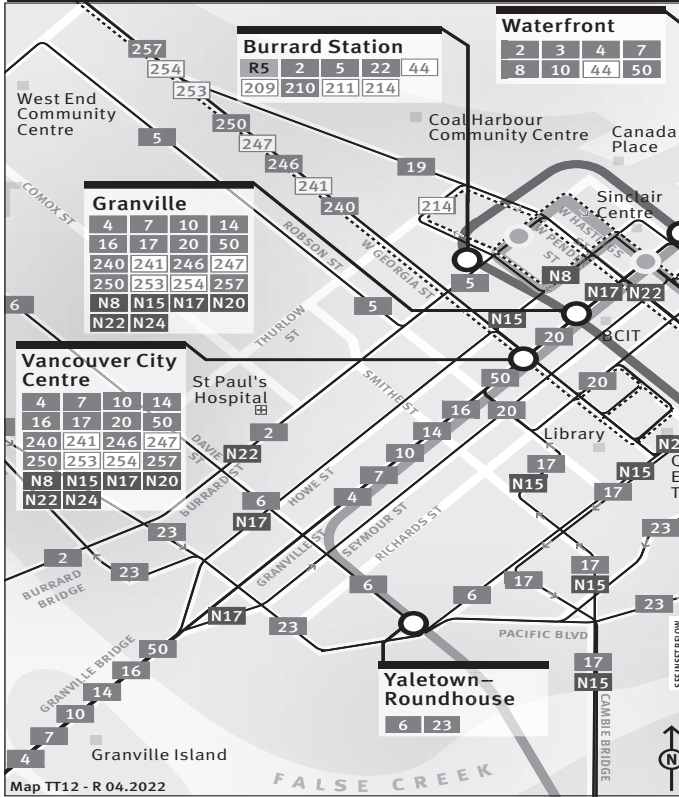 257
254
253
250
247
246
241
240
Burrard Station
R5 2 5 22 44
209 210 211 214
Waterfront
2 3 4 7
8 10 44 50
West End
Community
Centre
5
Coal Harbour
Community Centre
Canada
Place
19
Sinclair
Centre
214
COMOX ST
ROBSON ST
W GEORGIA ST
W HASTINGS
ST
W PENDER
ST
Granville
4 7 10 14
16 17 20 50
240 241 246 247
250 253 254 257
N8 N15 N17 N20
N22 N24
5
N8
N17
N22
5
N15
6
THURLOW
ST
20
BCIT
Vancouver City
Centre
4 7 10 14
16 17 20 50
240 241 246 247
250 253 254 257
N8 N15 N17 N20
N22 N24
St Paul's
Hospital
SMITHE ST
50
20
20
16
14
10
7
4
2
N22
Library
17
N15
N15
17
DAVIE
ST
BURRARD ST
HOWE ST
6
N17
GRANVILLE ST
SEYMOUR ST
RICHARDS ST
23
23
2
23
BURRARD
BRIDGE
17
N15
17
6
6
N17
23
23
PACIFIC BLVD
SEE INSET BELOW
50
16
14
10
7
4
GRANVILLE BRIDGE
Yaletown–
Roundhouse
6 23
17
N15
CAMBIE BRIDGE
Granville Island
FALSE CREEK
N
Map TT12 - R 04.2022